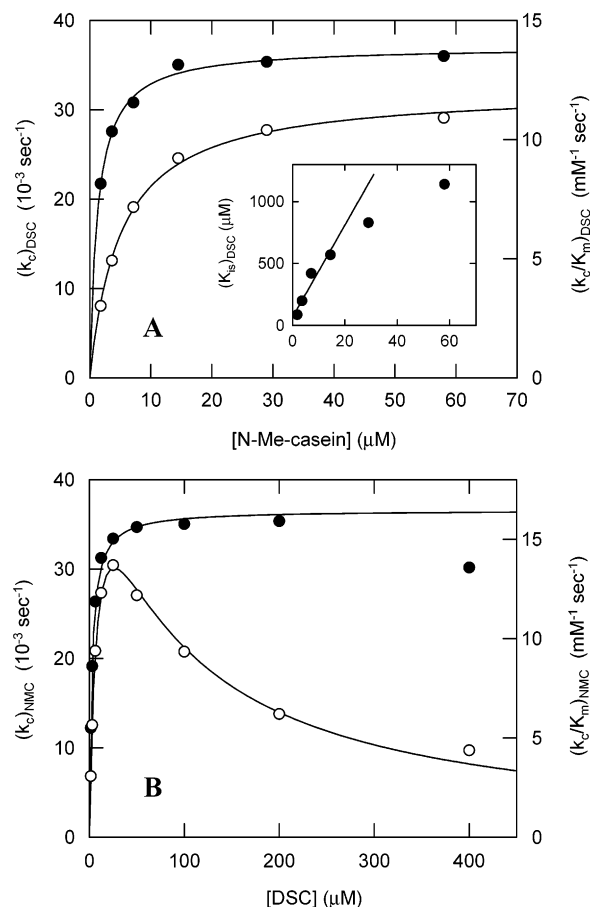 40
30
20
10
0
(k_c)_DSC (10⁻³ sec⁻¹)
15
10
5
0
(k_c/K_m)_DSC (mM⁻¹ sec⁻¹)
A
1000
500
0
(K_is)_DSC (μM)
0 20 40 60
0 10 20 30 40 50 60 70
[N-Me-casein] (μM)
40
30
20
10
0
(k_c)_NMC (10⁻³ sec⁻¹)
15
10
5
0
(k_c/K_m)_NMC (mM⁻¹ sec⁻¹)
B
0 100 200 300 400
[DSC] (μM)